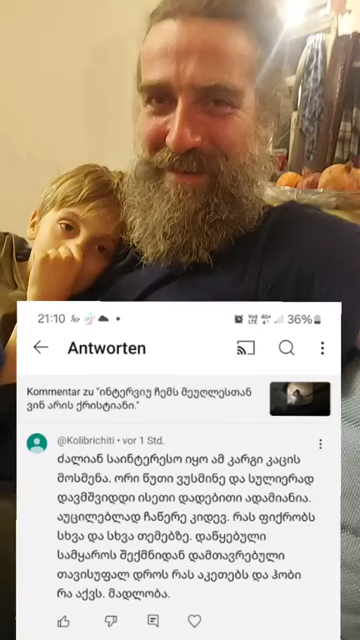 21:10
36%
Antworten
Kommentar zu "ინტერვიუ ჩემს მეუღლესთან
ვინ არის ქრისტიანი."
@Kolibrichiti • vor 1 Std.
ძალიან საინტერესო იყო ამ კარგი კაცის
მოსმენა. ორი წუთი ვუსმინე და სულიერად
დავმშვიდდი ისეთი დადებითი ადამიანია.
აუცილებლად ჩაწერე კიდევ. რას ფიქრობს
სხვა და სხვა თემებზე. დაწყებული
სამყაროს შექმნიდან დამთავრებული
თავისუფალ დროს რას აკეთებს და ჰობი
რა აქვს. მადლობა.